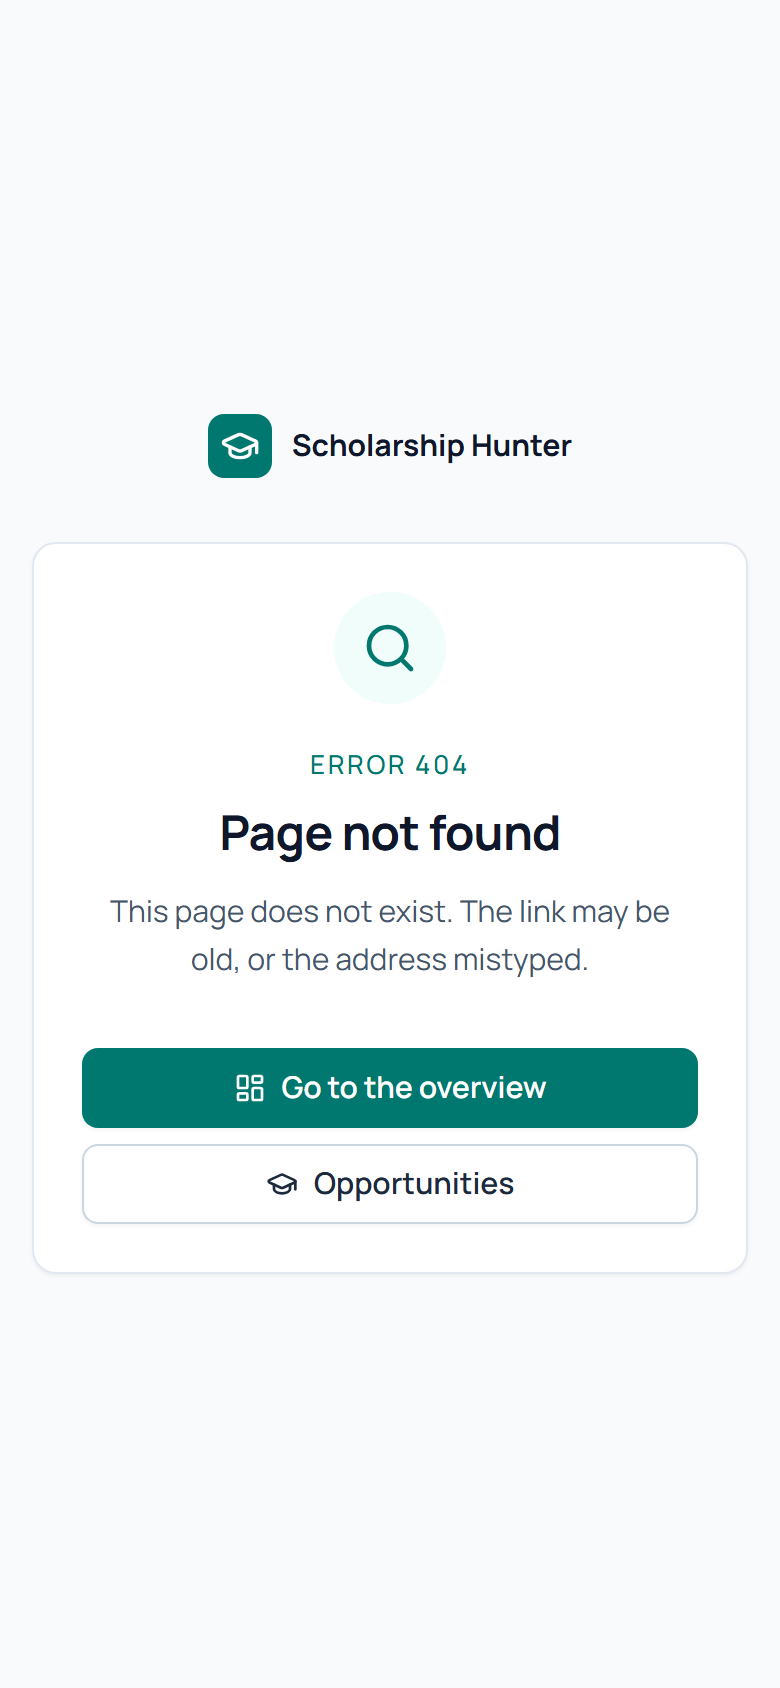 Scholarship Hunter
ERROR 404
Page not found
This page does not exist. The link may be
old, or the address mistyped.
Go to the overview
Opportunities